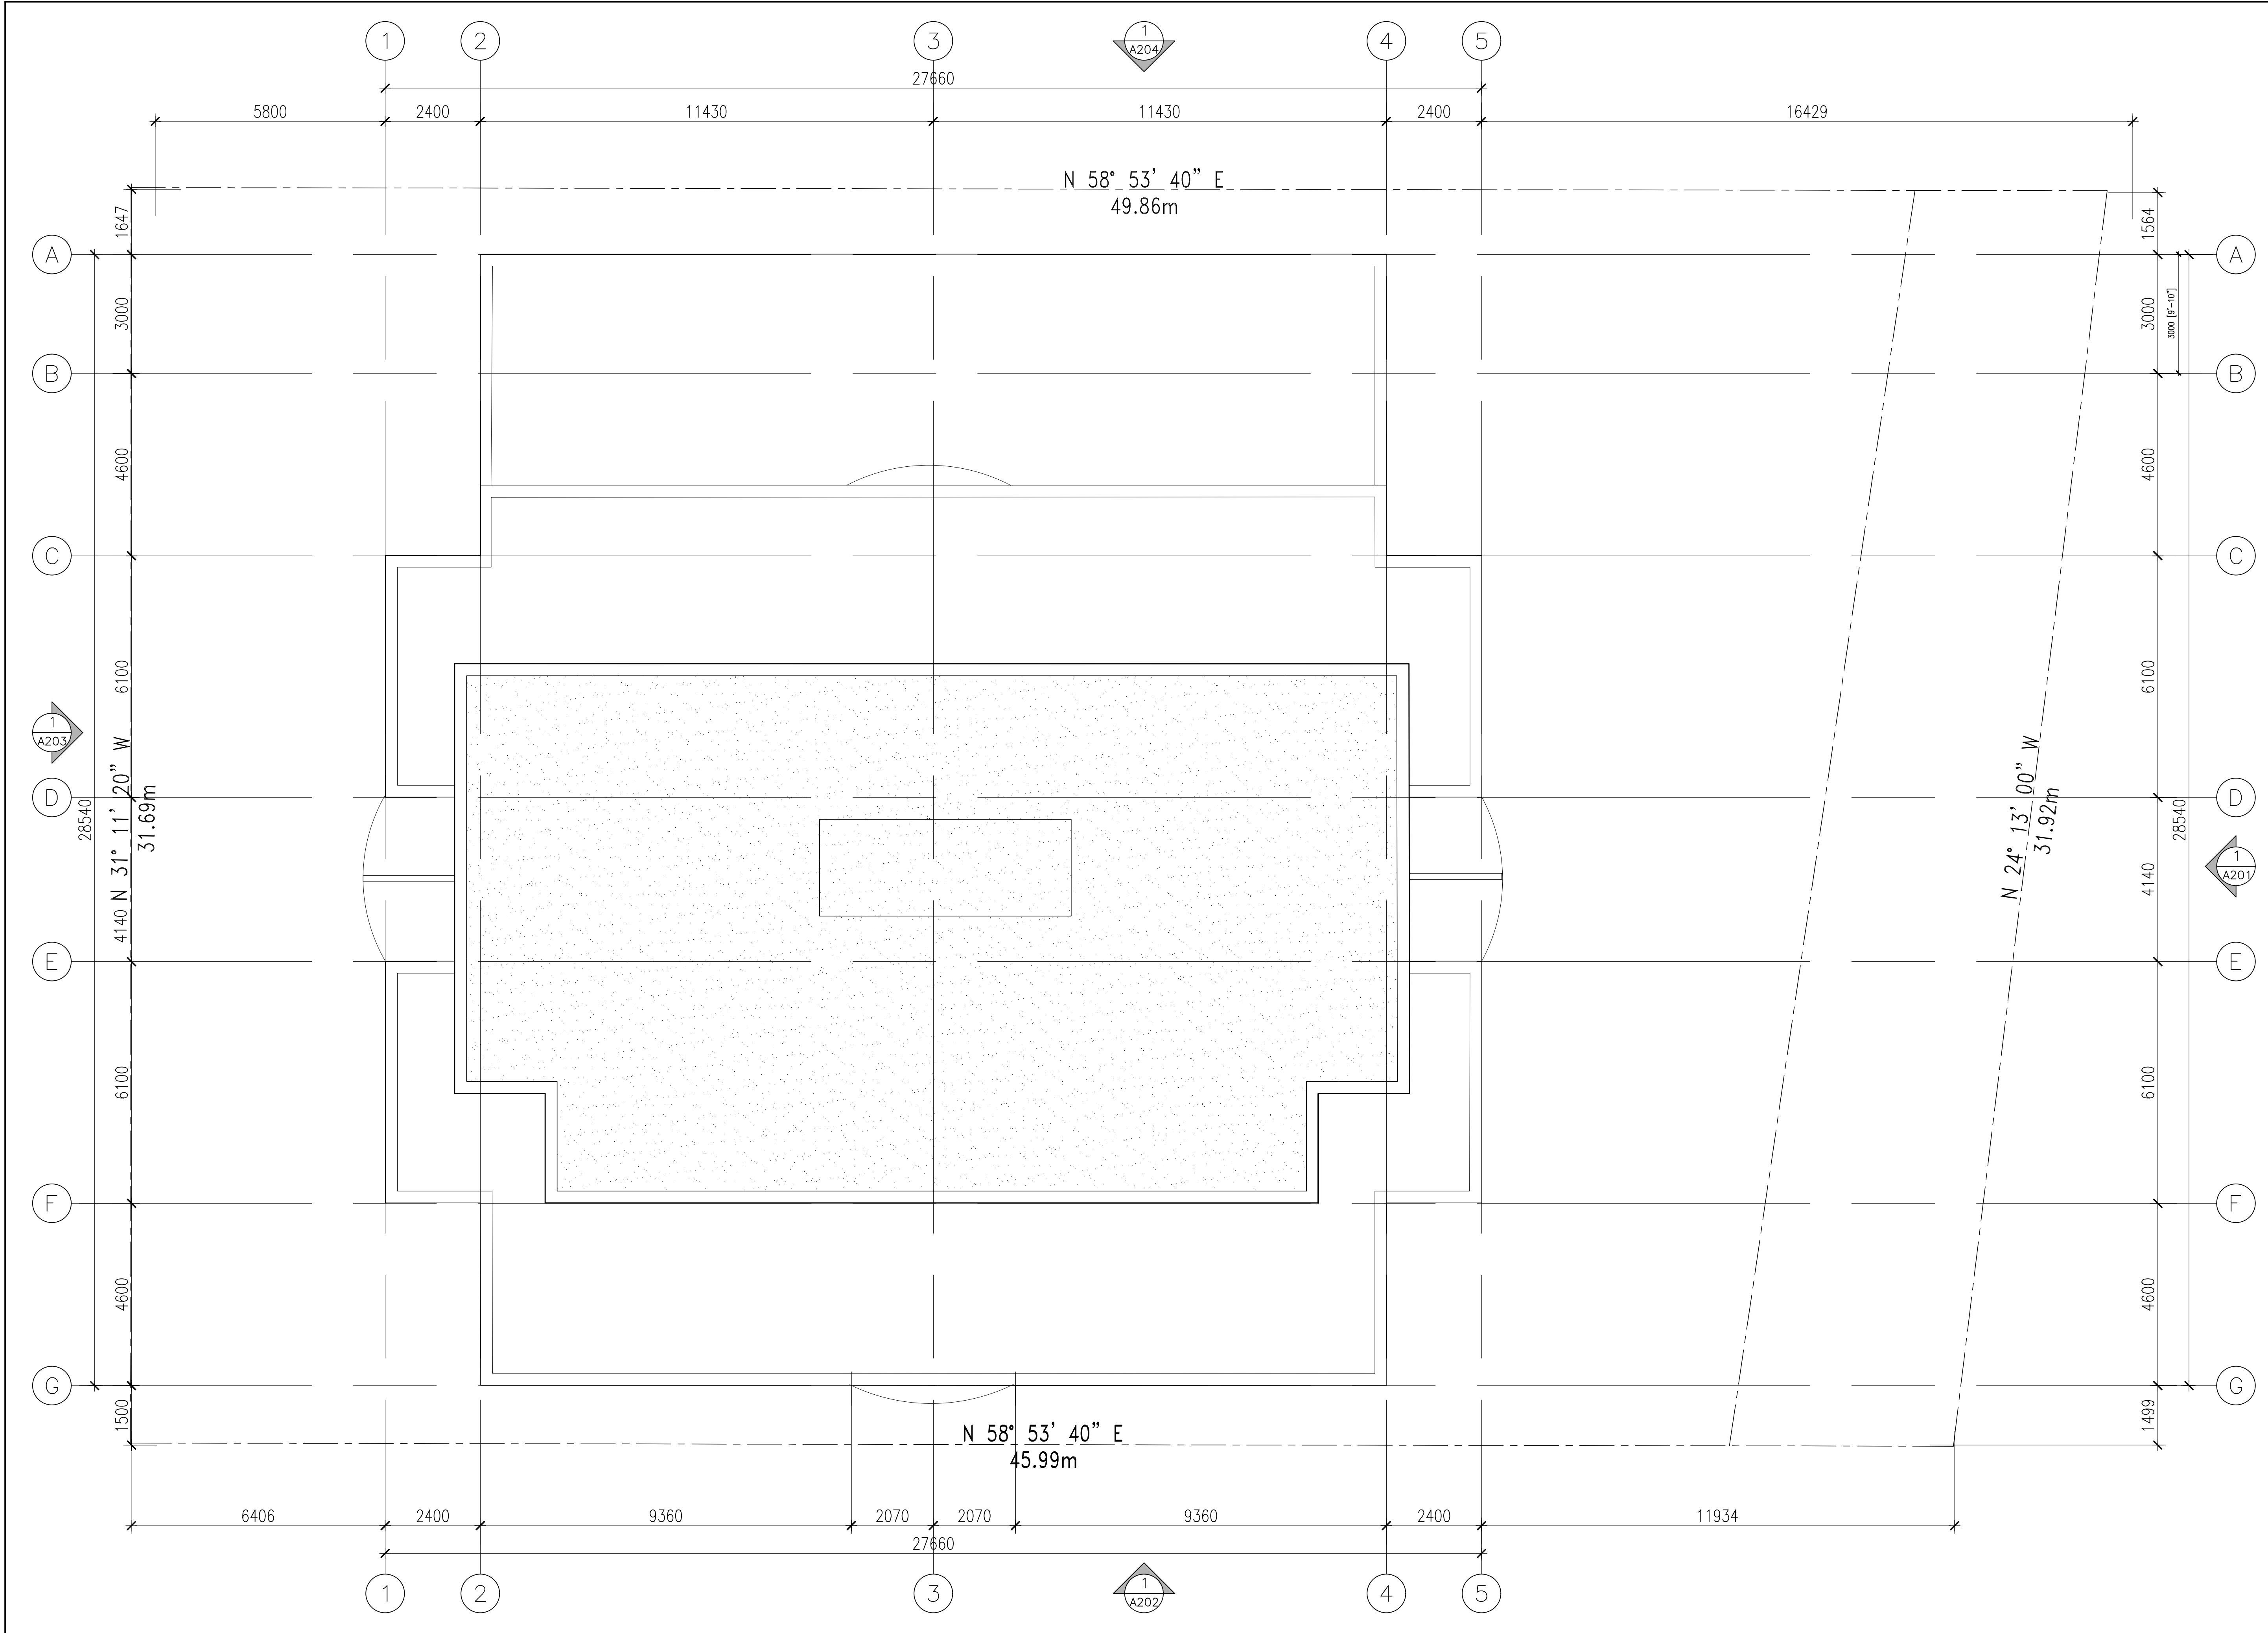 1
2
3
1
A204
4
5
27660
5800
2400
11430
11430
2400
16429
N 58° 53' 40" E
49.86m
1647
1564
A
A
3000
3000
3000 [9'-10"]
B
B
4600
4600
C
C
6100
6100
1
A203
D
D
28540
N 31° 11' 20" W
31.69m
N 24° 13' 00" W
31.92m
28540
1
A201
4140
4140
E
E
6100
6100
F
F
4600
4600
G
G
1500
1499
N 58° 53' 40" E
45.99m
6406
2400
9360
2070
2070
9360
2400
11934
27660
1
2
3
1
A202
4
5